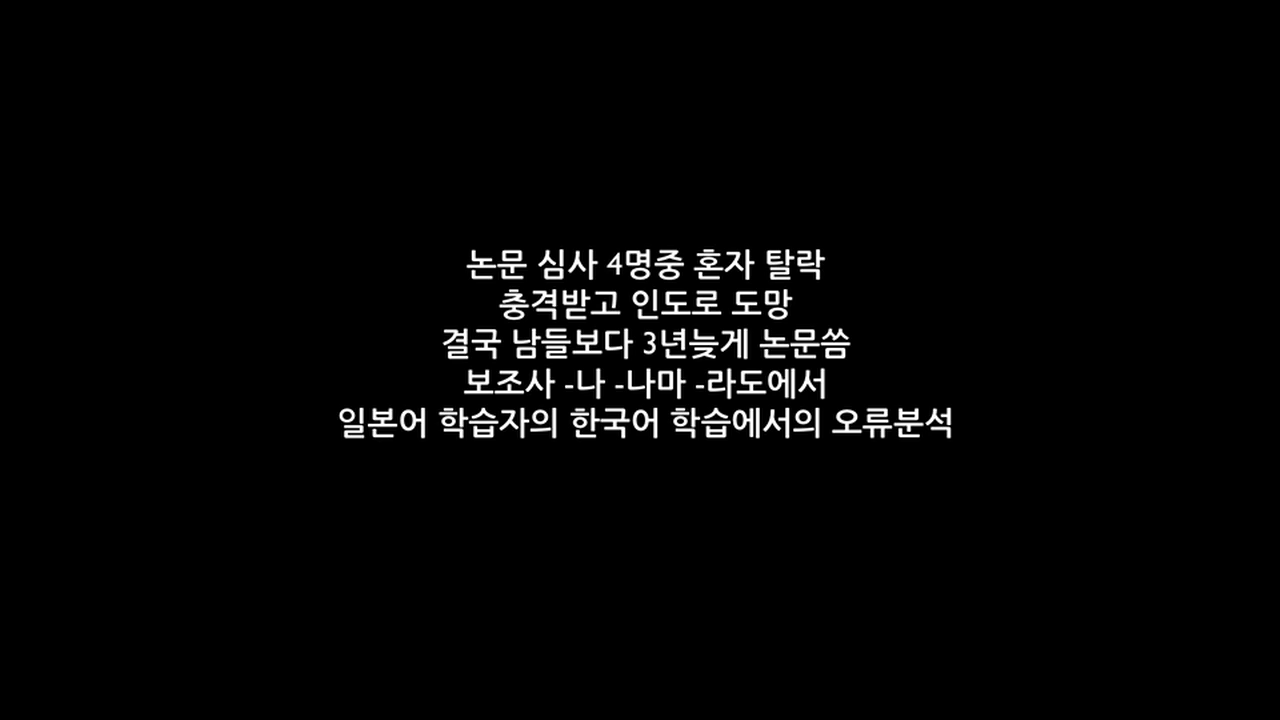 논문 심사 4명중 혼자 탈락
충격받고 인도로 도망
결국 남들보다 3년늦게 논문씀
보조사 -나 -나마 -라도에서
일본어 학습자의 한국어 학습에서의 오류분석